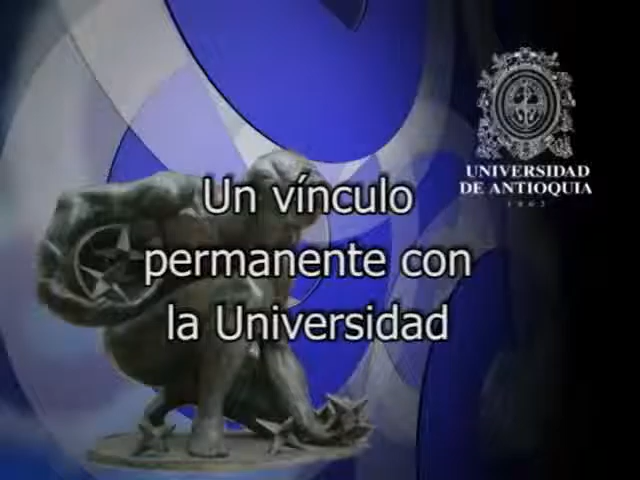 Un vínculo
permanente con
la Universidad
UNIVERSIDAD
DE ANTIOQUIA